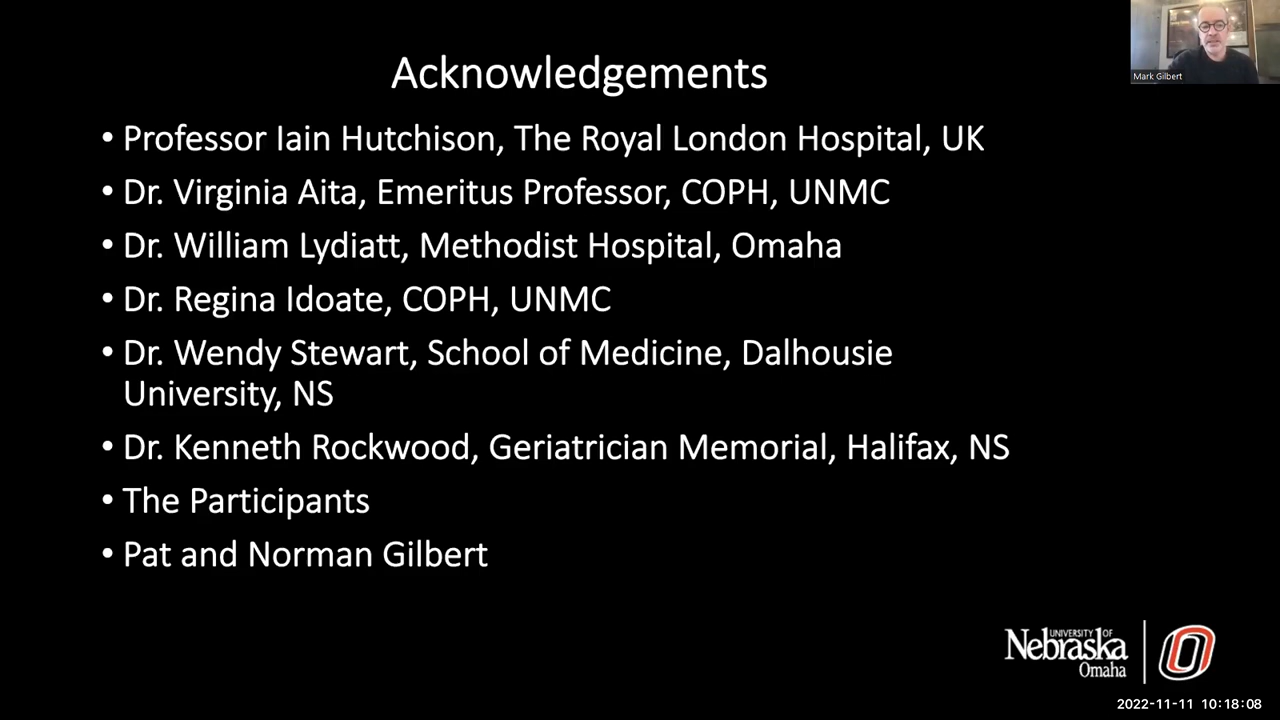 Mark Gilbert
Acknowledgements
• Professor Iain Hutchison, The Royal London Hospital, UK
• Dr. Virginia Aita, Emeritus Professor, COPH, UNMC
• Dr. William Lydiatt, Methodist Hospital, Omaha
• Dr. Regina Idoate, COPH, UNMC
• Dr. Wendy Stewart, School of Medicine, Dalhousie
University, NS
• Dr. Kenneth Rockwood, Geriatrician Memorial, Halifax, NS
• The Participants
• Pat and Norman Gilbert
UNIVERSITY OF
Nebraska
Omaha
O
2022-11-11 10:18:08